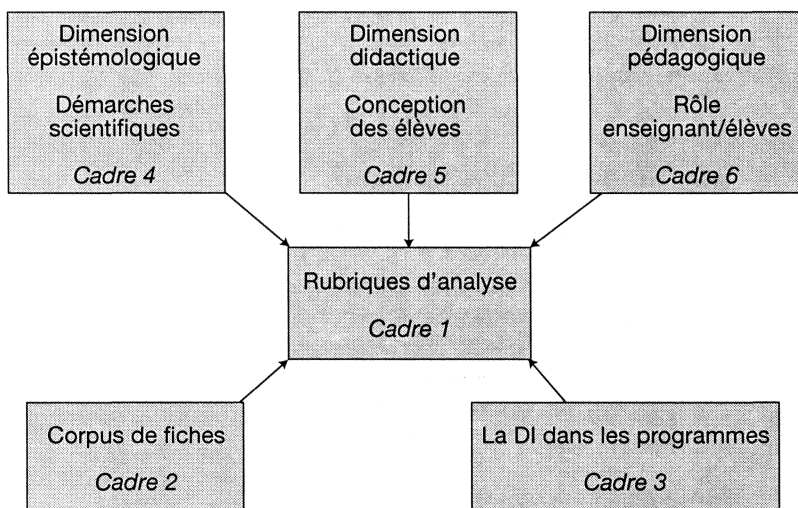 Dimension
épistémologique
Démarches
scientifiques
Cadre 4
Dimension
didactique
Conception
des élèves
Cadre 5
Dimension
pédagogique
Rôle
enseignant/élèves
Cadre 6
Rubriques d'analyse
Cadre 1
Corpus de fiches
Cadre 2
La DI dans les programmes
Cadre 3